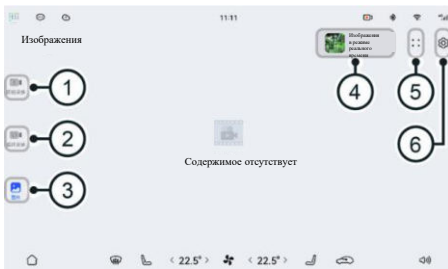 11:11
Изображения
Изображения
в режиме
реального
времени
4
5
1
6
2
Содержимое отсутствует
3
< 22.5° >
< 22.5° >